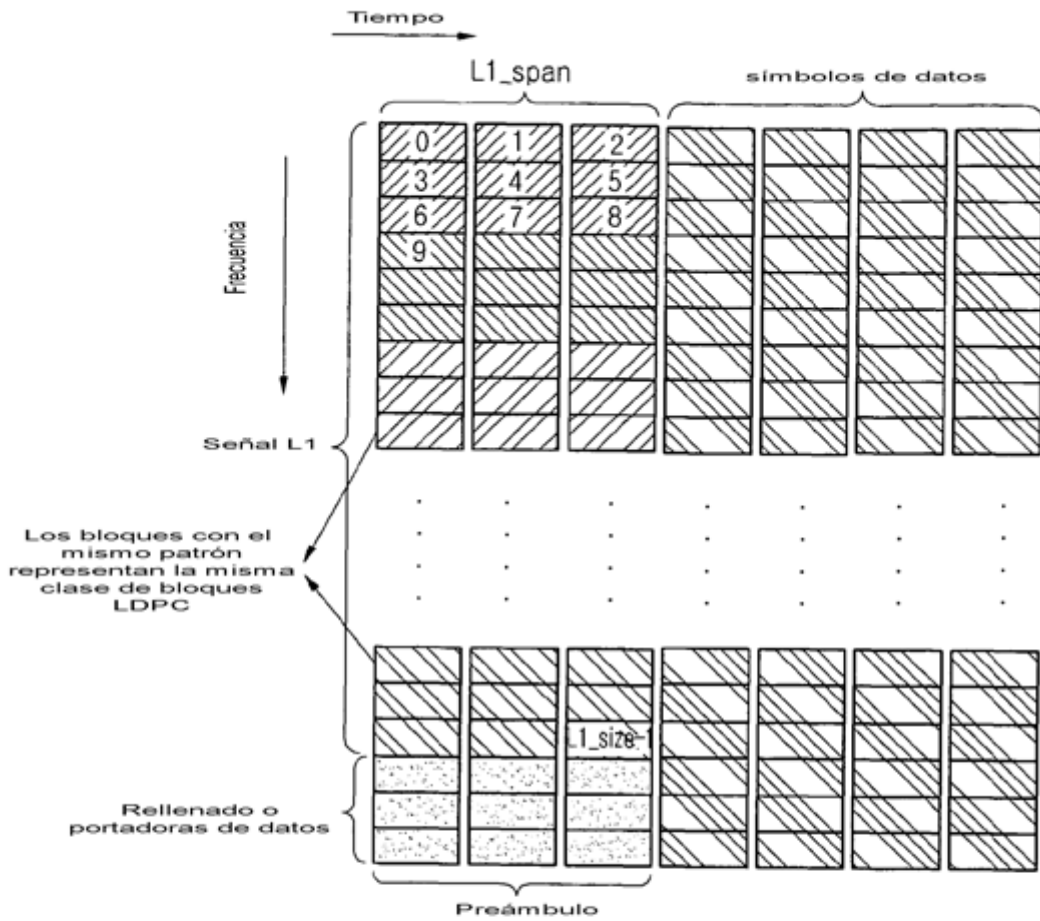 Tiempo
L1_span
símbolos de datos
0 1 2
3 4 5
6 7 8
9
Frecuencia
Señal L1
Los bloques con el
mismo patrón
representan la misma
clase de bloques
LDPC
L1_size-1
Rellenado o
portadoras de datos
Preámbulo